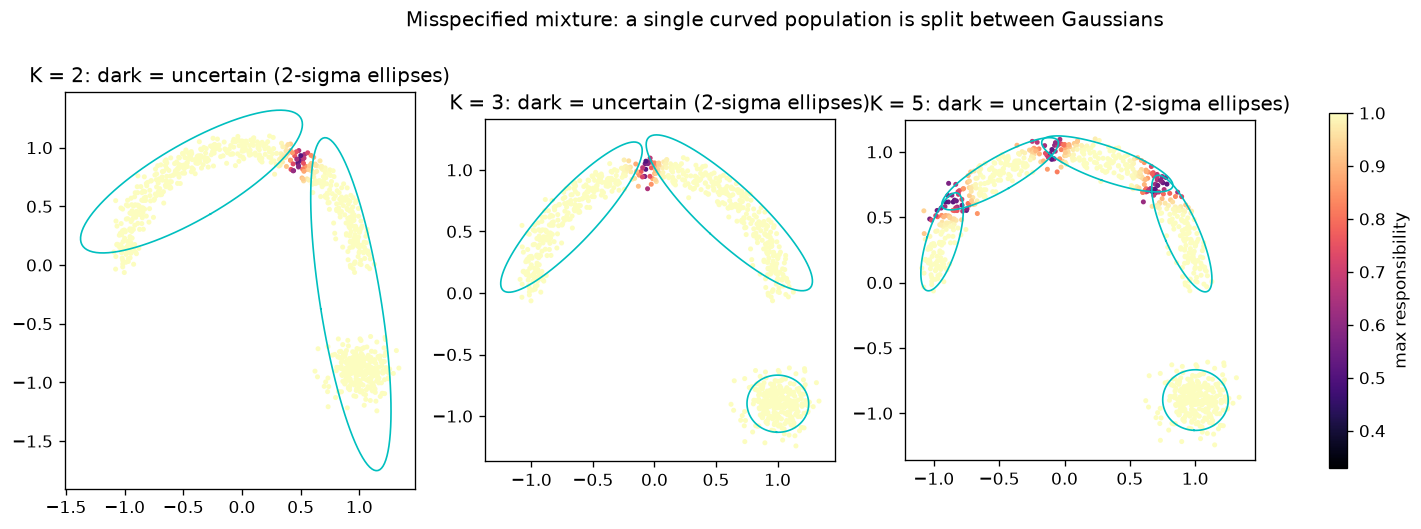 Misspecified mixture: a single curved population is split between Gaussians
K = 2: dark = uncertain (2-sigma ellipses)
1.0
0.5
0.0
−0.5
−1.0
−1.5
−1.5 −1.0 −0.5 0.0 0.5 1.0
K = 3: dark = uncertain (2-sigma ellipses)
1.0
0.5
0.0
−0.5
−1.0
−1.0 −0.5 0.0 0.5 1.0
K = 5: dark = uncertain (2-sigma ellipses)
1.0
0.5
0.0
−0.5
−1.0
−1.0 −0.5 0.0 0.5 1.0
1.0
0.9
0.8
0.7
0.6
0.5
0.4
max responsibility